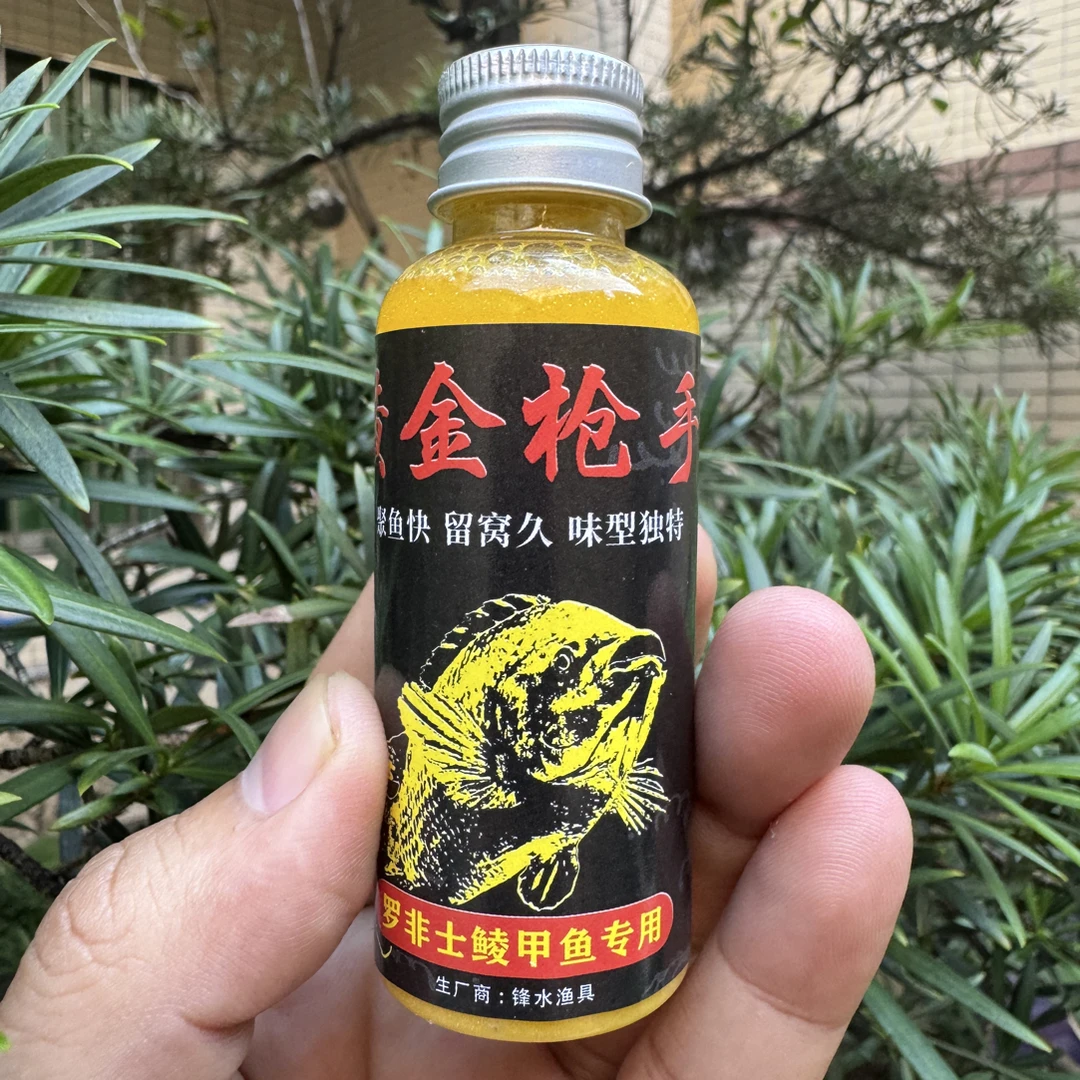 黄金枪手
聚鱼快 留窝久 味型独特
罗非士鲮甲鱼专用
生厂商：锋水渔具